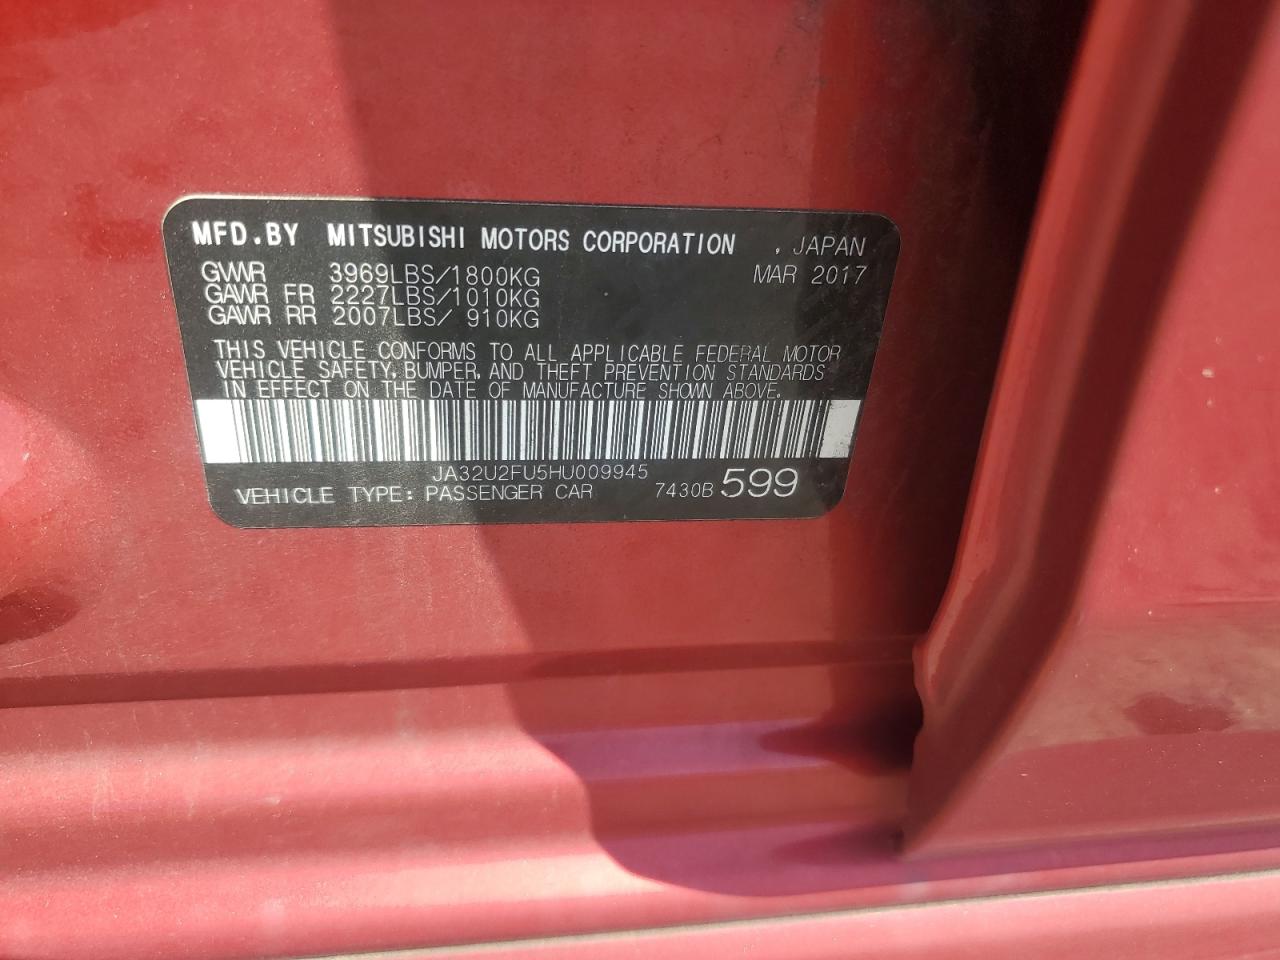 MFD.BY MITSUBISHI MOTORS CORPORATION , JAPAN
GVWR 3969LBS/1800KG MAR 2017
GAWR FR 2227LBS/1010KG
GAWR RR 2007LBS/ 910KG
THIS VEHICLE CONFORMS TO ALL APPLICABLE FEDERAL MOTOR
VEHICLE SAFETY, BUMPER, AND THEFT PREVENTION STANDARDS
IN EFFECT ON THE DATE OF MANUFACTURE SHOWN ABOVE.
JA32U2FU5HU009945
VEHICLE TYPE: PASSENGER CAR 7430B 599